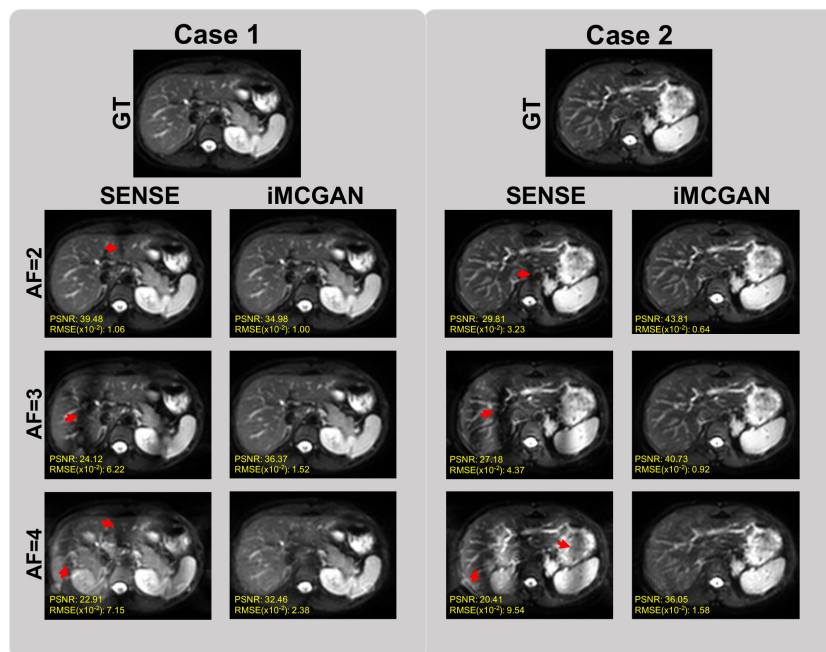 Case 1
GT
SENSE
iMCGAN
AF=2
PSNR: 39.48
RMSE(x10-2): 1.06
PSNR: 34.98
RMSE(x10-2): 1.00
AF=3
PSNR: 24.12
RMSE(x10-2): 6.22
PSNR: 36.37
RMSE(x10-2): 1.52
AF=4
PSNR: 22.91
RMSE(x10-2): 7.15
PSNR: 32.46
RMSE(x10-2): 2.38
Case 2
GT
SENSE
iMCGAN
PSNR: 29.81
RMSE(x10-2): 3.23
PSNR: 43.81
RMSE(x10-2): 0.64
PSNR: 27.18
RMSE(x10-2): 4.37
PSNR: 40.73
RMSE(x10-2): 0.92
PSNR: 20.41
RMSE(x10-2): 9.54
PSNR: 36.05
RMSE(x10-2): 1.58